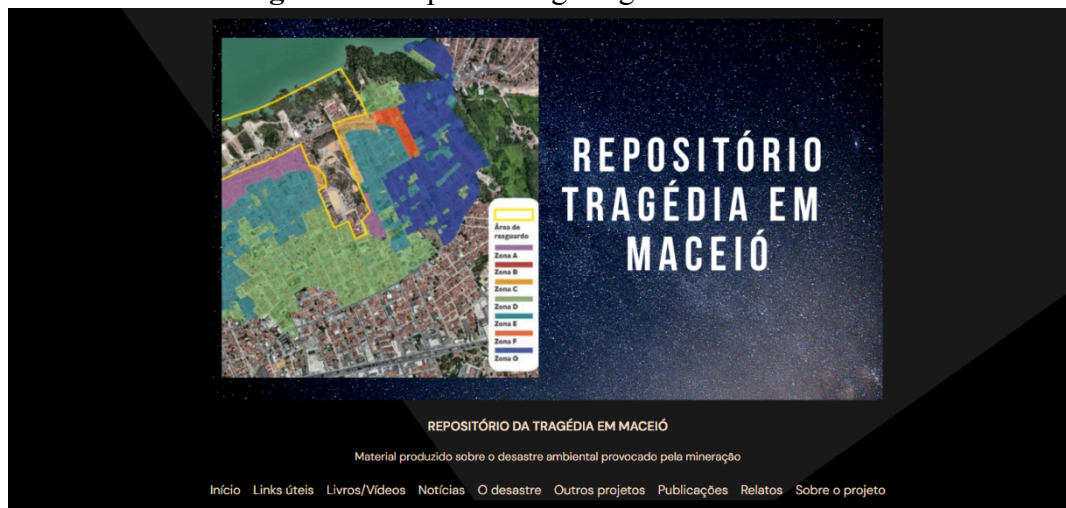 REPOSITÓRIO
TRAGÉDIA EM
MACEIÓ
Área de
resguardo
Zona A
Zona B
Zona C
Zona D
Zona E
Zona F
Zona G
REPOSITÓRIO DA TRAGÉDIA EM MACEIÓ
Material produzido sobre o desastre ambiental provocado pela mineração
Início Links úteis Livros/Vídeos Notícias O desastre Outros projetos Publicações Relatos Sobre o projeto